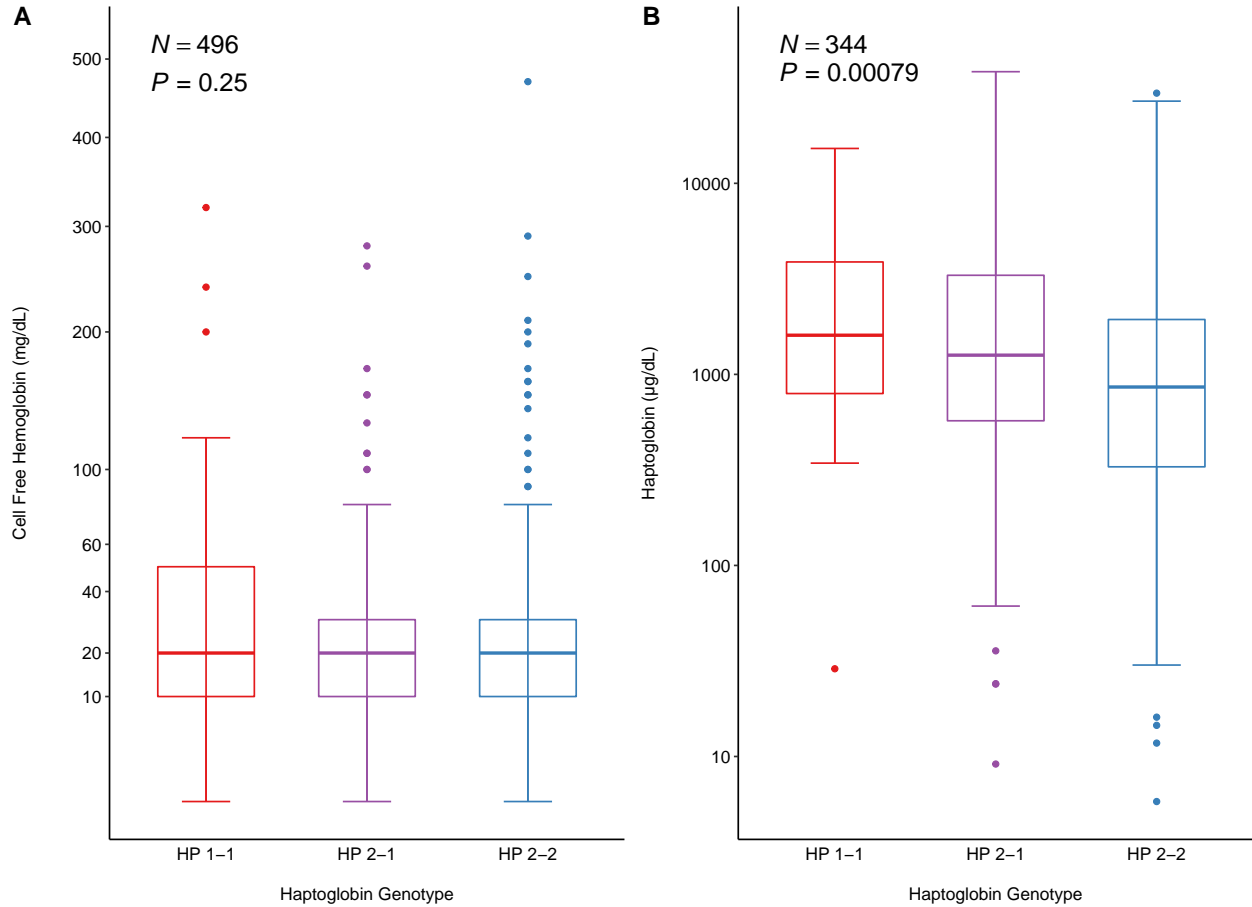 A
N = 496
P = 0.25
Cell Free Hemoglobin (mg/dL)
500
400
300
200
100
60
40
20
10
HP 1–1
HP 2–1
HP 2–2
Haptoglobin Genotype
B
N = 344
P = 0.00079
Haptoglobin (µg/dL)
10000
1000
100
10
HP 1–1
HP 2–1
HP 2–2
Haptoglobin Genotype